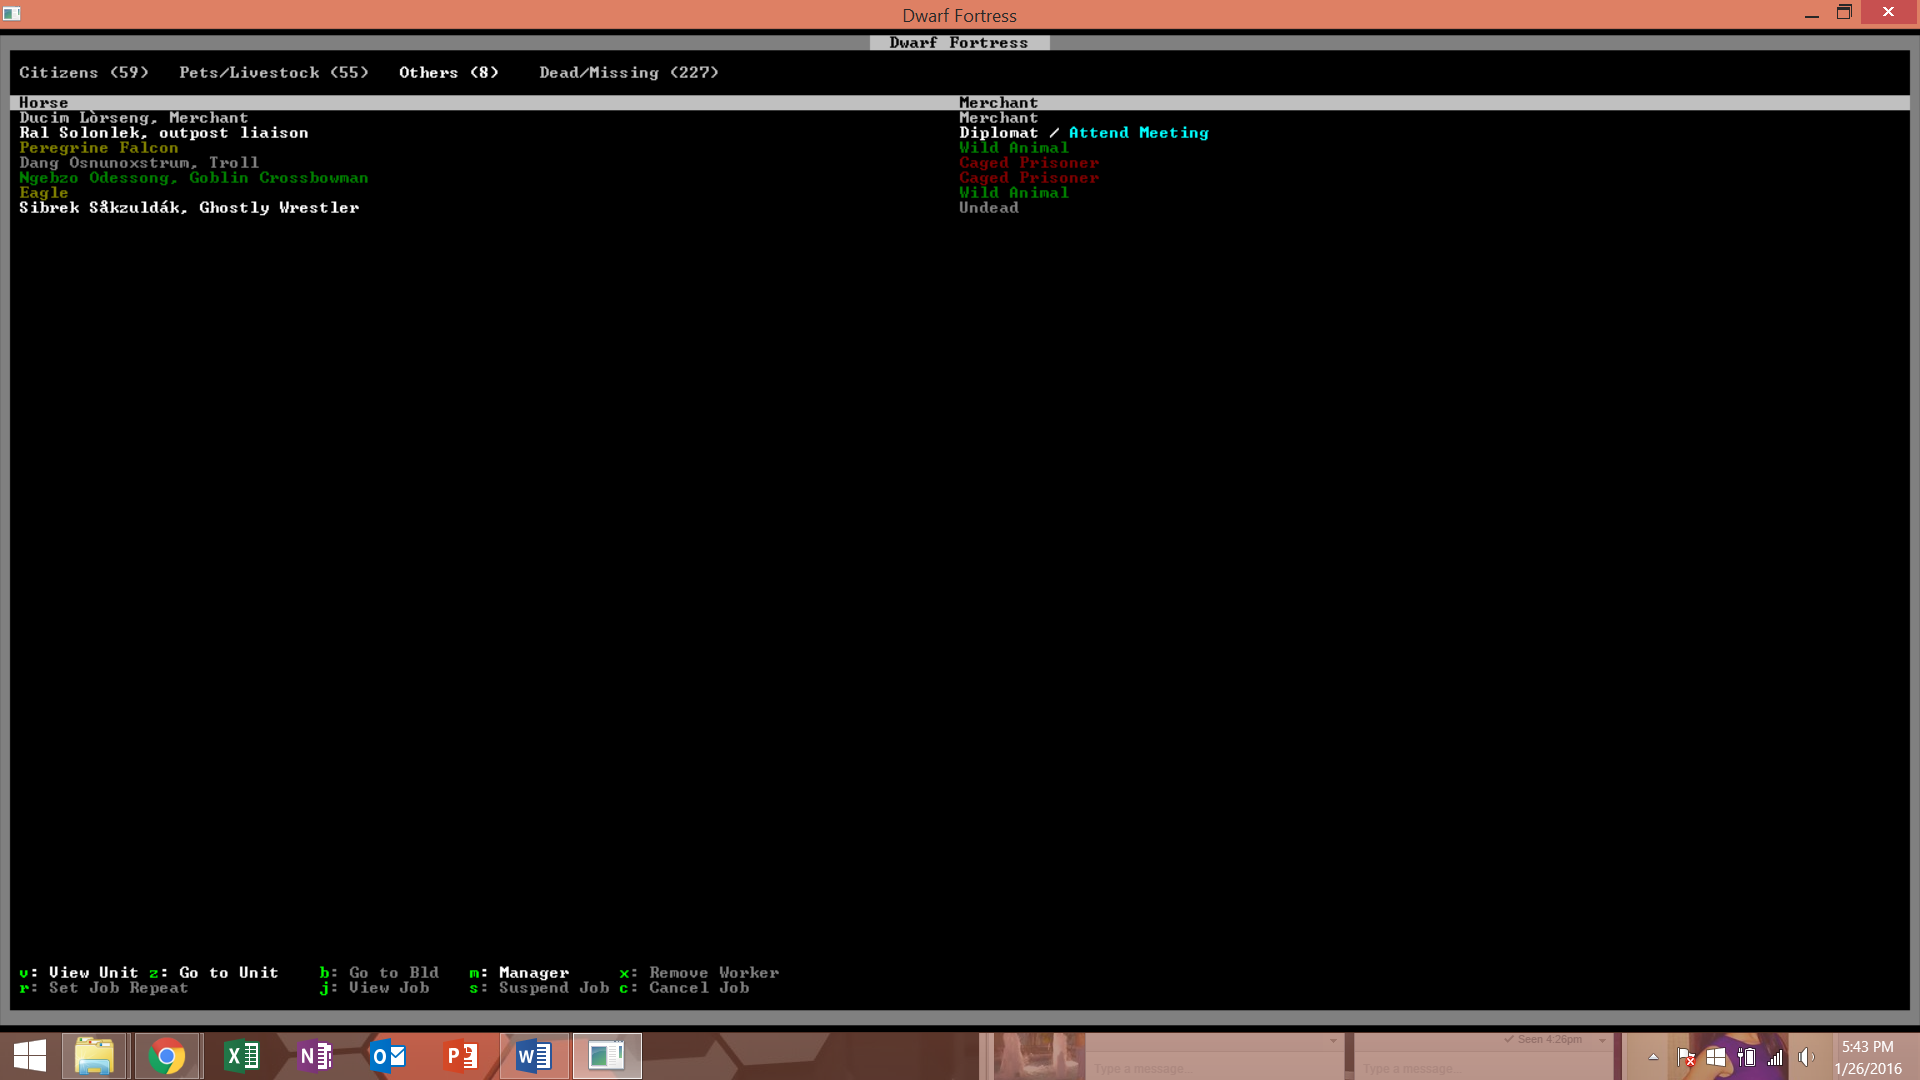 Dwarf Fortress
Dwarf Fortress
Citizens (59) Pets/Livestock (55) Others (8) Dead/Missing (227)
Horse Merchant
Ducim Lòrseng, Merchant Merchant
Ral Solonlek, outpost liaison Diplomat / Attend Meeting
Peregrine Falcon Wild Animal
Dang Osnunoxstrum, Troll Caged Prisoner
Ngebzo Odessong, Goblin Crossbowman Caged Prisoner
Eagle Wild Animal
Sibrek Såkzuldák, Ghostly Wrestler Undead
v: View Unit z: Go to Unit b: Go to Bld m: Manager x: Remove Worker
r: Set Job Repeat j: View Job s: Suspend Job c: Cancel Job
Seen 4:26pm
Type a message... Type a message...
5:43 PM
1/26/2016